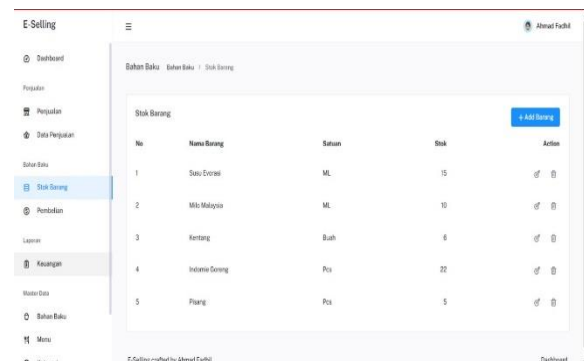 E-Selling
Ahmad Fadhil
Dashboard
Penjualan
Penjualan
Data Penjualan
Bahan Baku
Stok Barang
Pembelian
Laporan
Keuangan
Master Data
Bahan Baku
Menu
Bahan Baku Bahan Baku / Stok Barang
Stok Barang
+ Add Barang
No Nama Barang Satuan Stok Action
1 Susu Evorasi ML 15
2 Milo Malaysia ML 10
3 Kentang Buah 6
4 Indomie Goreng Pcs 22
5 Pisang Pcs 5
E-Selling crafted by Ahmad Fadhil
Dashboard